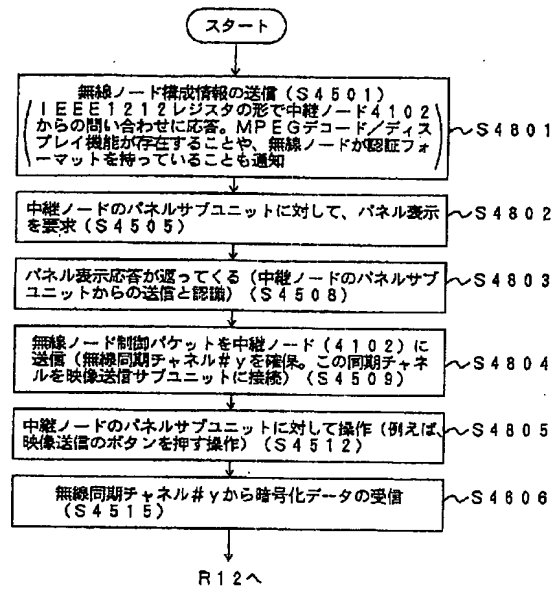 スタート
無線ノード構成情報の送信(S4501)
IEEE1212レジスタの形で中継ノード4102
からの問い合わせに応答。MPEGデコード/ディス
プレイ機能が存在することや、無線ノードが認証フォ
ーマットを持っていることも通知
S4801
中継ノードのパネルサブユニットに対して、パネル表示
を要求(S4505)
S4802
パネル表示応答が返ってくる(中継ノードのパネルサブ
ユニットからの送信と認識)(S4508)
S4803
無線ノード制御パケットを中継ノード(4102)に
送信(無線同期チャネル#yを確保。この同期チャネ
ルを映像送信サブユニットに接続)(S4509)
S4804
中継ノードのパネルサブユニットに対して操作(例えば、
映像送信のボタンを押す操作)(S4512)
S4805
無線同期チャネル#yから暗号化データの受信
(S4515)
S4606
R12へ